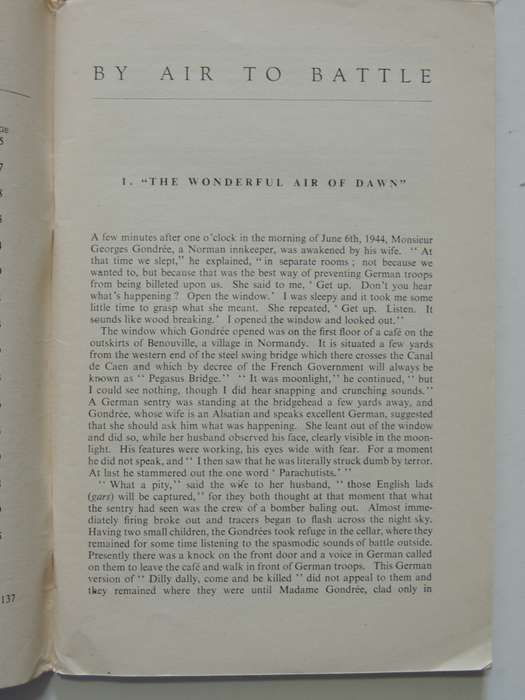 BY AIR TO BATTLE
1. "THE WONDERFUL AIR OF DAWN"
A few minutes after one o'clock in the morning of June 6th, 1944, Monsieur
Georges Gondrée, a Norman innkeeper, was awakened by his wife. "At
that time we slept," he explained, "in separate rooms; not because we
wanted to, but because that was the best way of preventing German troops
from being billeted upon us. She said to me, 'Get up. Don't you hear
what's happening? Open the window.' I was sleepy and it took me some
little time to grasp what she meant. She repeated, 'Get up. Listen. It
sounds like wood breaking.' I opened the window and looked out."
The window which Gondrée opened was on the first floor of a café on the
outskirts of Benouville, a village in Normandy. It is situated a few yards
from the western end of the steel swing bridge which there crosses the Canal
de Caen and which by decree of the French Government will always be
known as "Pegasus Bridge." "It was moonlight," he continued, "but
I could see nothing, though I did hear snapping and crunching sounds."
A German sentry was standing at the bridgehead a few yards away, and
Gondrée, whose wife is an Alsatian and speaks excellent German, suggested
that she should ask him what was happening. She leant out of the window
and did so, while her husband observed his face, clearly visible in the moon-
light. His features were working, his eyes wide with fear. For a moment
he did not speak, and "I then saw that he was literally struck dumb by terror.
At last he stammered out the one word 'Parachutists.'"
"What a pity," said the wife to her husband, "those English lads
(gars) will be captured," for they both thought at that moment that what
the sentry had seen was the crew of a bomber baling out. Almost imme-
diately firing broke out and tracers began to flash across the night sky.
Having two small children, the Gondrées took refuge in the cellar, where they
remained for some time listening to the spasmodic sounds of battle outside.
Presently there was a knock on the front door and a voice in German called
on them to leave the café and walk in front of German troops. This German
version of "Dilly dally, come and be killed" did not appeal to them and
they remained where they were until Madame Gondrée, clad only in
137